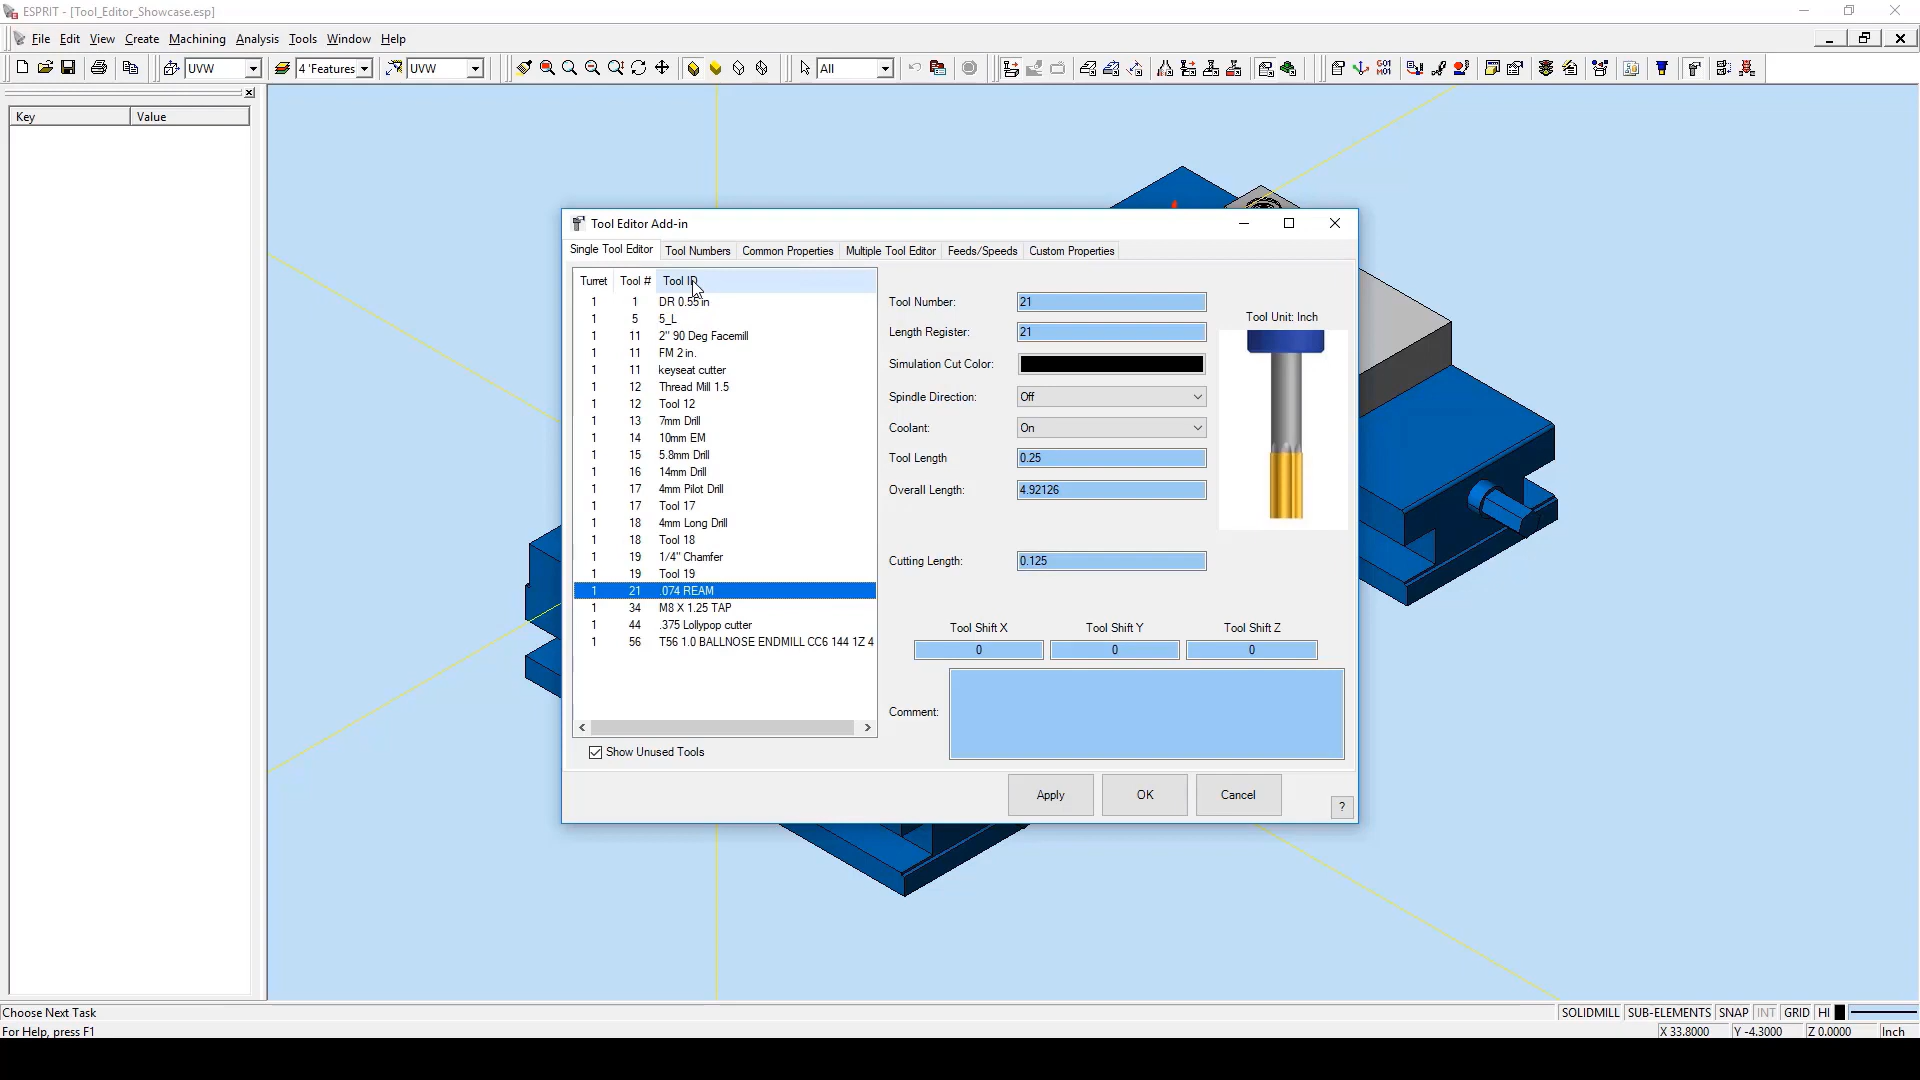 ESPRIT - [Tool_Editor_Showcase.esp]
File Edit View Create Machining Analysis Tools Window Help
UVW 4 'Features UVW All G01 M01
Key Value
Tool Editor Add-in
Single Tool Editor Tool Numbers Common Properties Multiple Tool Editor Feeds/Speeds Custom Properties
Turret Tool # Tool ID
1 1 DR 0.55 in
1 5 5_L
1 11 2" 90 Deg Facemill
1 11 FM 2 in.
1 11 keyseat cutter
1 12 Thread Mill 1.5
1 12 Tool 12
1 13 7mm Drill
1 14 10mm EM
1 15 5.8mm Drill
1 16 14mm Drill
1 17 4mm Pilot Drill
1 17 Tool 17
1 18 4mm Long Drill
1 18 Tool 18
1 19 1/4" Chamfer
1 19 Tool 19
1 21 .074 REAM
1 34 M8 X 1.25 TAP
1 44 .375 Lollypop cutter
1 56 T56 1.0 BALLNOSE ENDMILL CC6 144 1Z 4
Show Unused Tools
Tool Number: 21
Length Register: 21
Simulation Cut Color:
Spindle Direction: Off
Coolant: On
Tool Length 0.25
Overall Length: 4.92126
Cutting Length: 0.125
Tool Unit: Inch
Tool Shift X Tool Shift Y Tool Shift Z
0 0 0
Comment:
Apply OK Cancel ?
Choose Next Task
SOLIDMILL SUB-ELEMENTS SNAP INT GRID HI
For Help, press F1
X 33.8000 Y -4.3000 Z 0.0000 Inch